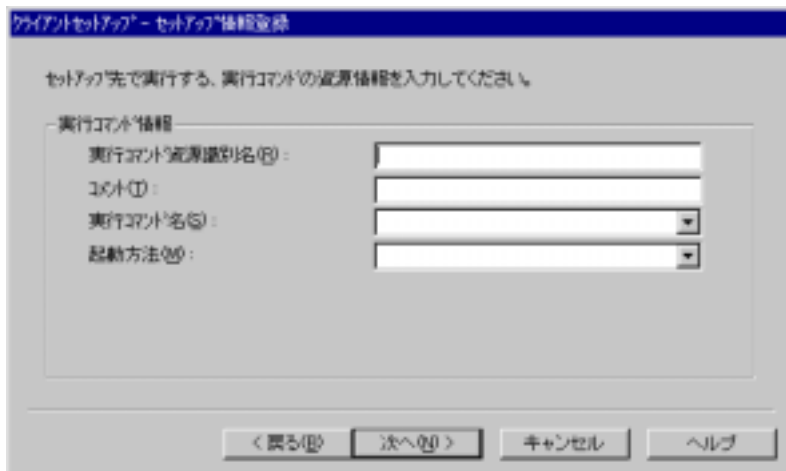 クライアントセットアップ - セットアップ情報登録
セットアップ先で実行する、実行コマンドの資源情報を入力してください。
実行コマンド情報
実行コマンド資源識別名(R):
コメント(T):
実行コマンド名(S):
起動方法(M):
< 戻る(B) 次へ(N) > キャンセル ヘルプ